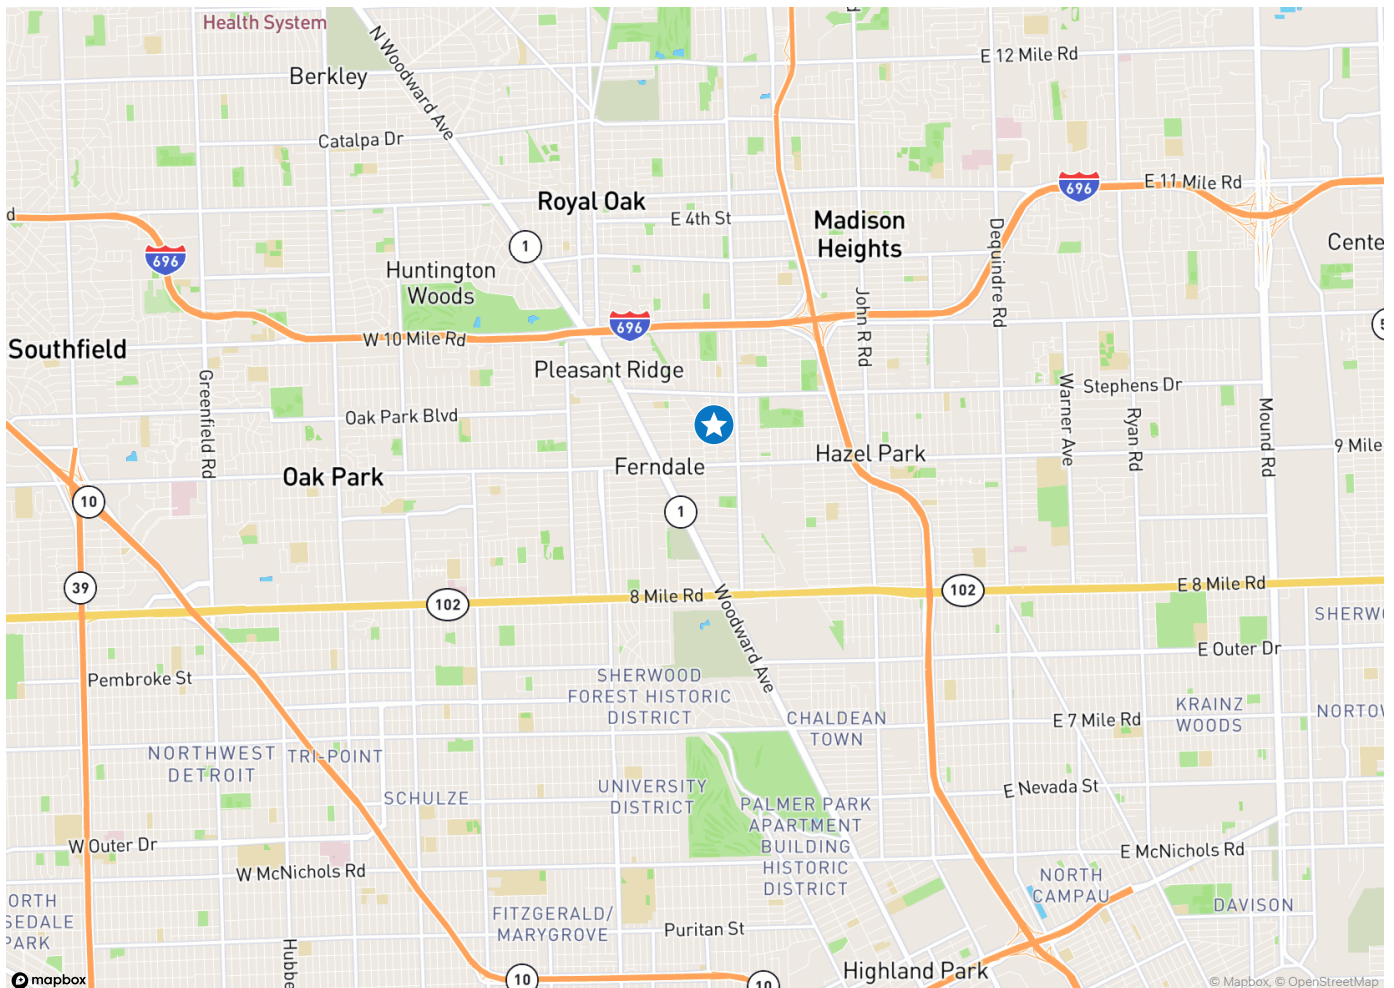 Health System
N Woodward Ave
E 12 Mile Rd
Berkley
Catalpa Dr
E 11 Mile Rd
696
Royal Oak
E 4th St
Madison
Heights
d
1
Dequindre Rd
Cente
696
Huntington
Woods
John R Rd
696
W 10 Mile Rd
Southfield
Pleasant Ridge
Greenfield Rd
Stephens Dr
Warner Ave
Ryan Rd
Mound Rd
Oak Park Blvd
9 Mile
Hazel Park
Ferndale
Oak Park
10
1
39
102
8 Mile Rd
Woodward Ave
102
E 8 Mile Rd
SHERWO
E Outer Dr
Pembroke St
SHERWOOD
FOREST HISTORIC
DISTRICT
CHALDEAN
TOWN
E 7 Mile Rd
KRAINZ
WOODS
NORTOW
NORTHWEST
DETROIT
TRI-POINT
UNIVERSITY
DISTRICT
SCHULZE
E Nevada St
PALMER PARK
APARTMENT
BUILDING
HISTORIC
DISTRICT
W Outer Dr
W McNichols Rd
E McNichols Rd
NORTH
CAMPAU
DAVISON
ORTH
SEDALE
PARK
FITZGERALD/
MARYGROVE
Puritan St
Hubbe
Highland Park
10
10
mapbox
© Mapbox, © OpenStreetMap